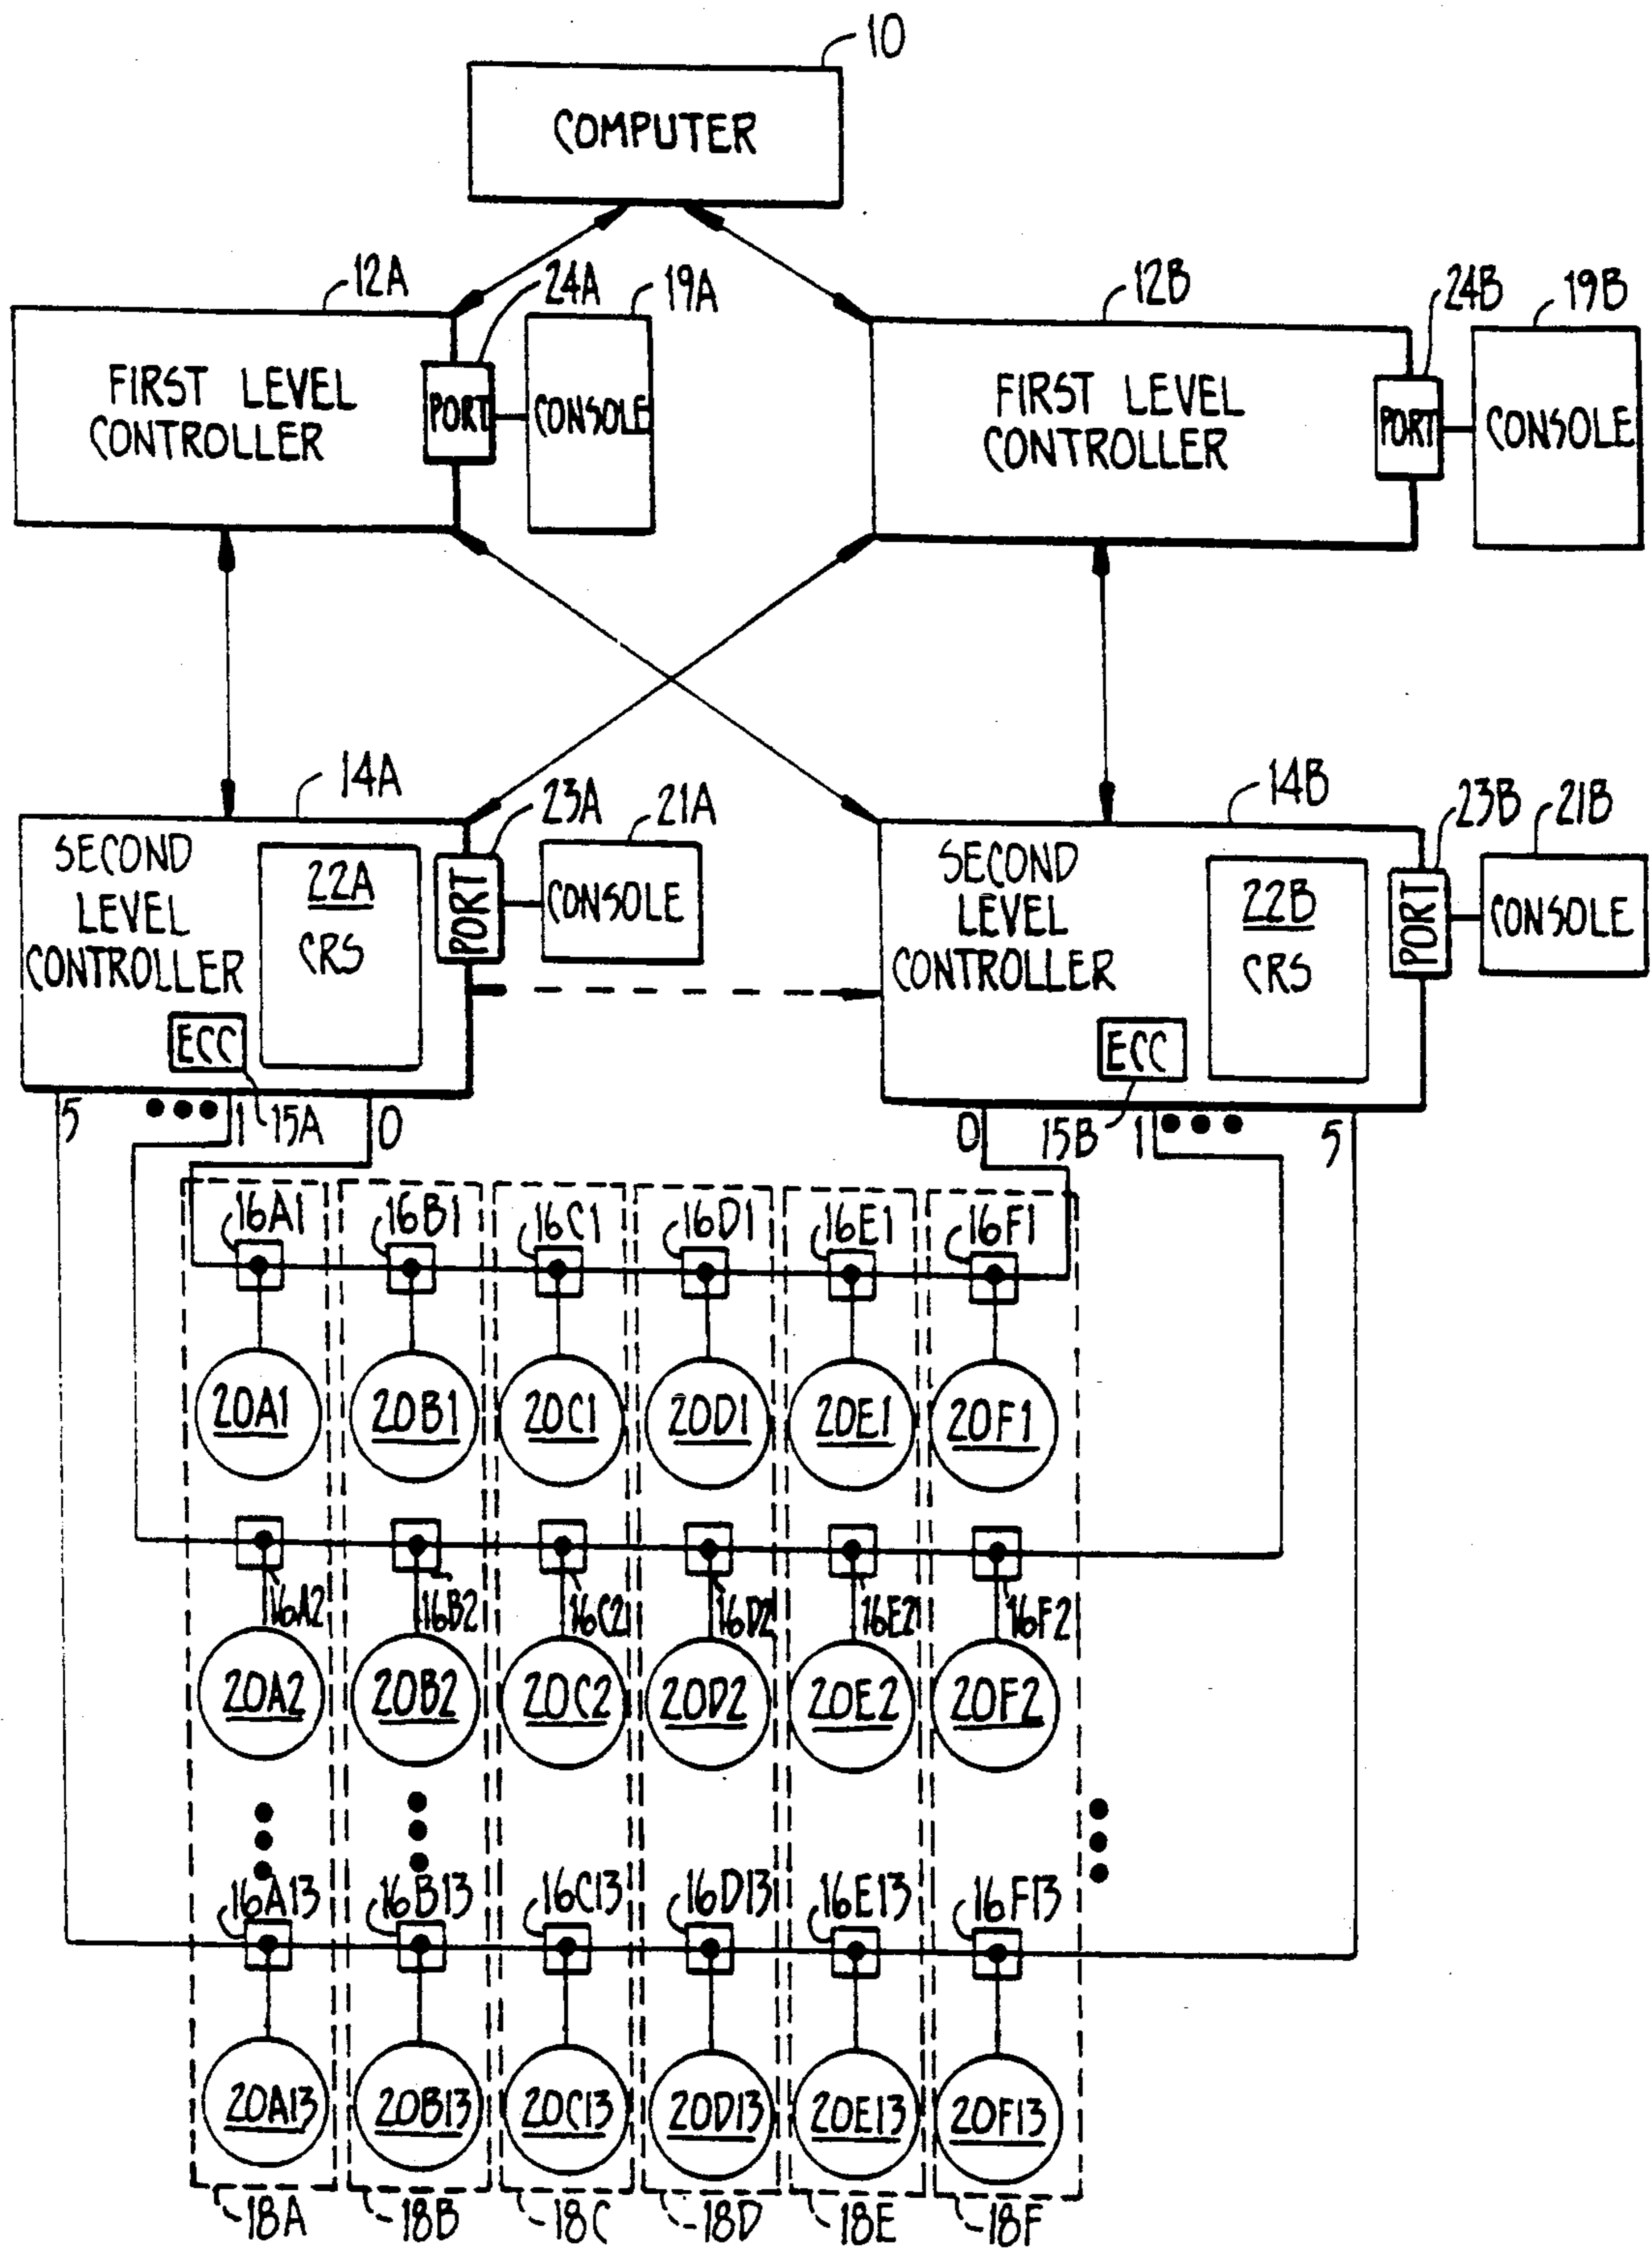 10
COMPUTER
12A
24A
19A
12B
24B
19B
FIRST LEVEL
CONTROLLER
PORT
CONSOLE
FIRST LEVEL
CONTROLLER
PORT
CONSOLE
14A
23A
21A
14B
23B
21B
SECOND
LEVEL
CONTROLLER
22A
CRS
PORT
CONSOLE
ECC
SECOND
LEVEL
CONTROLLER
22B
CRS
PORT
CONSOLE
ECC
5
1
15A
0
0
15B
1
5
16A1
16B1
16C1
16D1
16E1
16F1
20A1
20B1
20C1
20D1
20E1
20F1
16A2
16B2
16C2
16D2
16E2
16F2
20A2
20B2
20C2
20D2
20E2
20F2
16A13
16B13
16C13
16D13
16E13
16F13
20A13
20B13
20C13
20D13
20E13
20F13
18A
18B
18C
18D
18E
18F